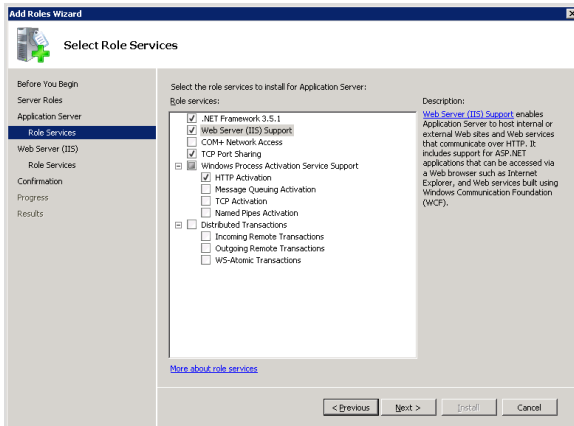 Add Roles Wizard
Select Role Services
Before You Begin
Server Roles
Application Server
Role Services
Web Server (IIS)
Role Services
Confirmation
Progress
Results
Select the role services to install for Application Server:
Role services:
.NET Framework 3.5.1
Web Server (IIS) Support
COM+ Network Access
TCP Port Sharing
Windows Process Activation Service Support
HTTP Activation
Message Queuing Activation
TCP Activation
Named Pipes Activation
Distributed Transactions
Incoming Remote Transactions
Outgoing Remote Transactions
WS-Atomic Transactions
More about role services
Description:
Web Server (IIS) Support enables
Application Server to host internal or
external Web sites and Web services
that communicate over HTTP. It
includes support for ASP.NET
applications that can be accessed via
a Web browser such as Internet
Explorer, and Web services built using
Windows Communication Foundation
(WCF).
< Previous
Next >
Install
Cancel